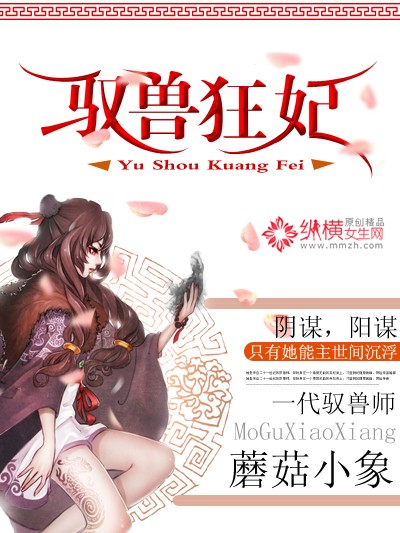 驭兽狂妃
Yu Shou Kuang Fei
纵横 原创精品
女生网
www.mmzh.com
阴谋，阳谋
只有她能主世间沉浮
一代驭兽师
MoGuXiaoXiang
蘑菇小象